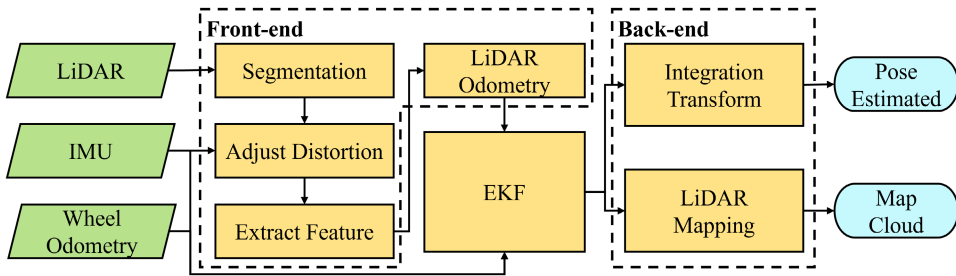 Front-end
Back-end
LiDAR
Segmentation
LiDAR
Odometry
Integration
Transform
Pose
Estimated
IMU
Adjust Distortion
EKF
Wheel
Odometry
Extract Feature
LiDAR
Mapping
Map
Cloud